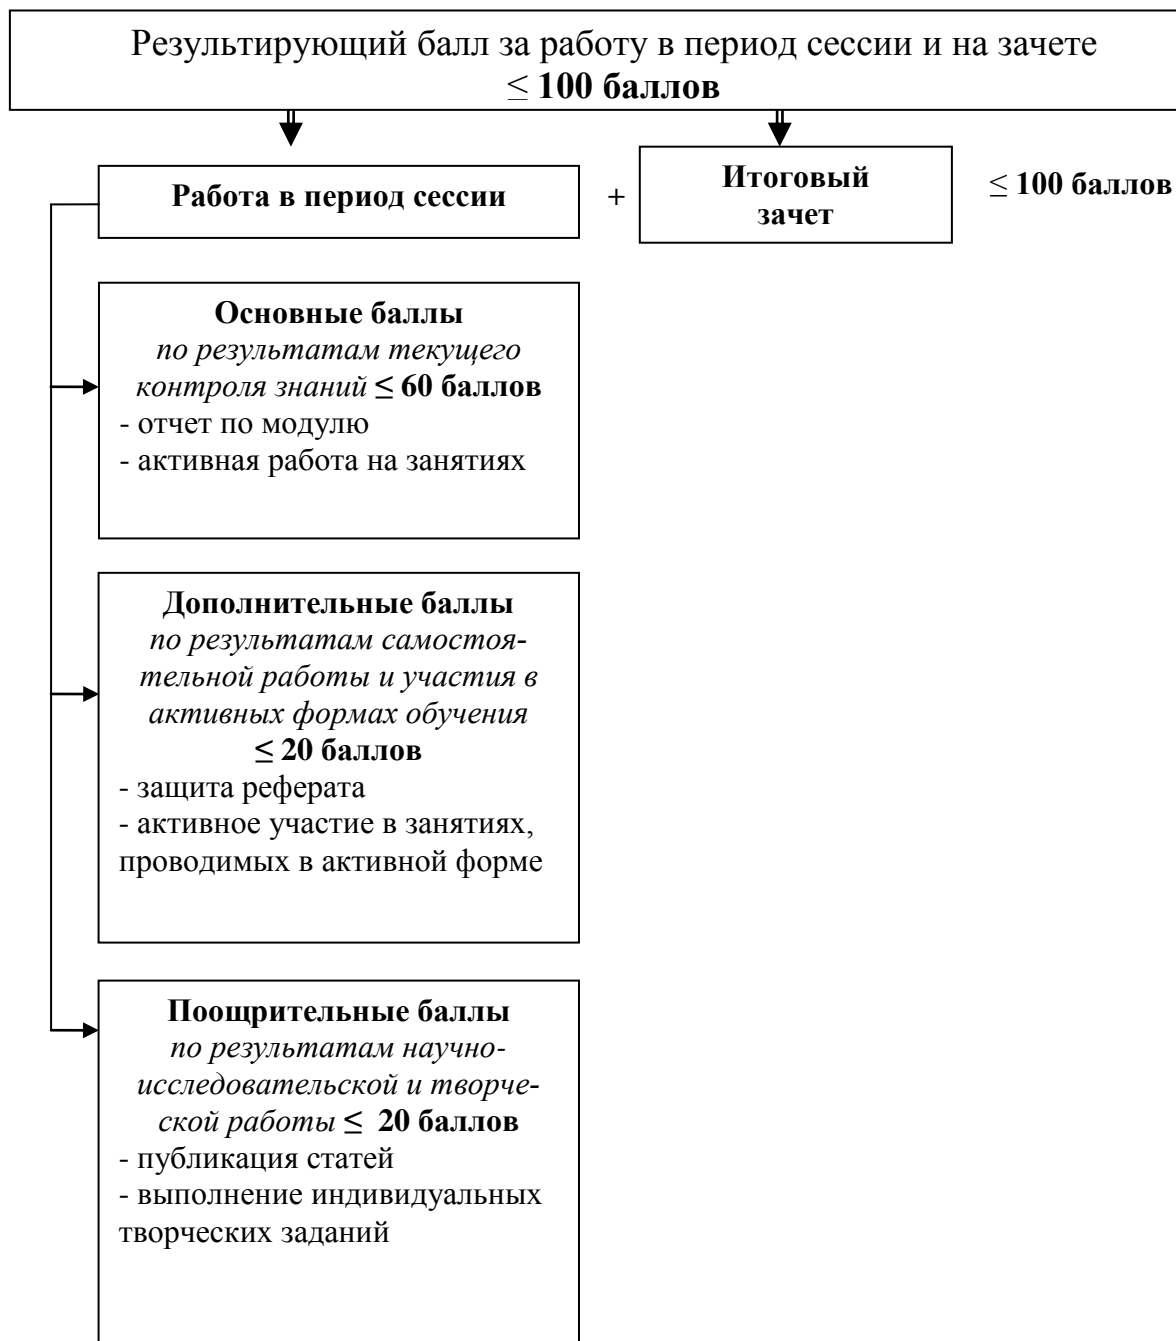 Результирующий балл за работу в период сессии и на зачете
≤ 100 баллов
Работа в период сессии
+
Итоговый
зачет
≤ 100 баллов
Основные баллы
по результатам текущего
контроля знаний ≤ 60 баллов
- отчет по модулю
- активная работа на занятиях
Дополнительные баллы
по результатам самостоя-
тельной работы и участия в
активных формах обучения
≤ 20 баллов
- защита реферата
- активное участие в занятиях,
проводимых в активной форме
Поощрительные баллы
по результатам научно-
исследовательской и творче-
ской работы ≤ 20 баллов
- публикация статей
- выполнение индивидуальных
творческих заданий